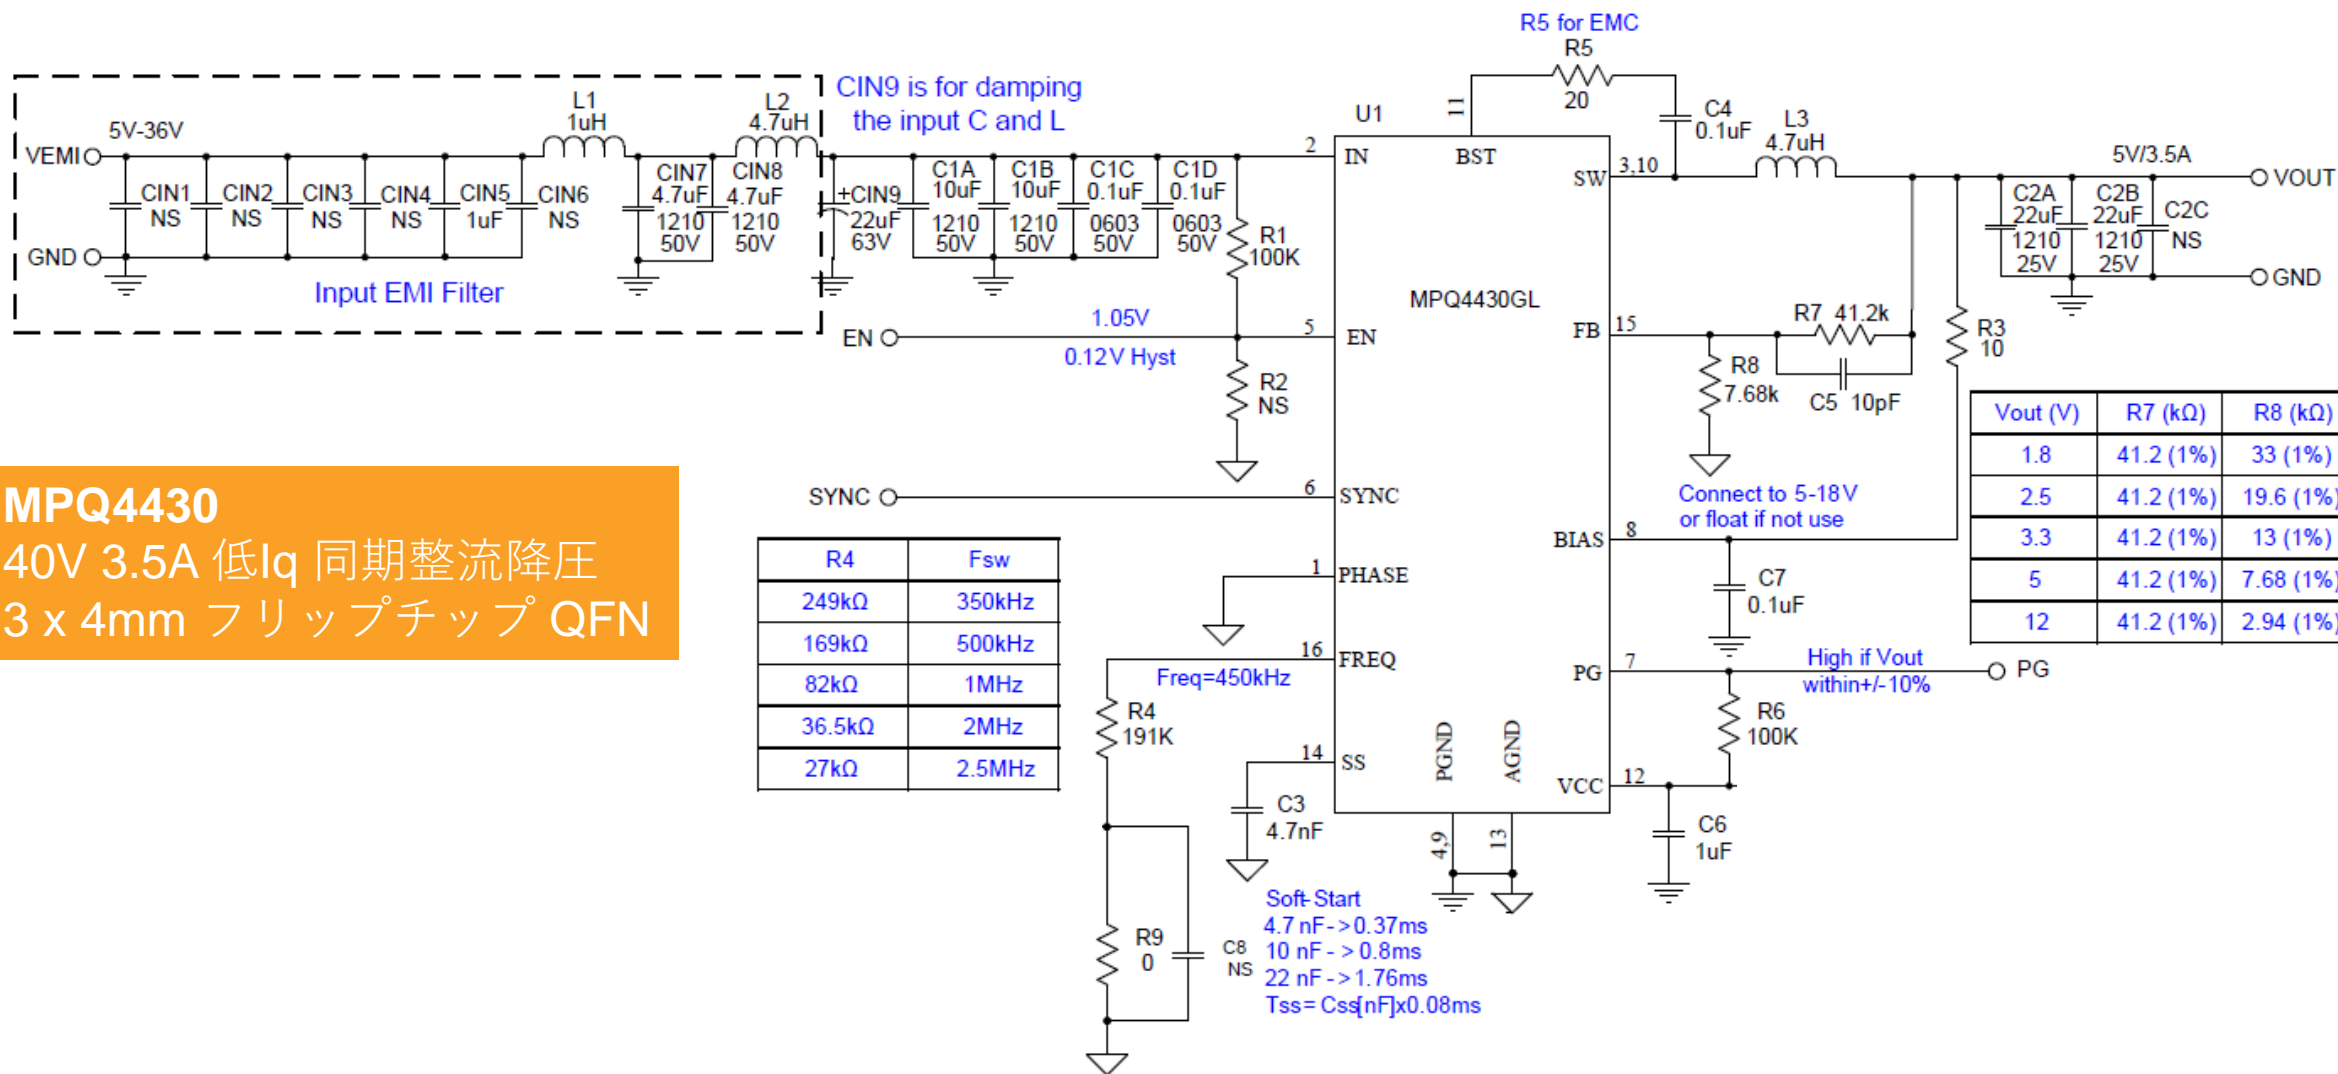 R5 for EMC
R5
20
C4
0.1uF
L3
4.7uH
5V/3.5A
VOUT
C2A
22uF
1210
25V
C2B
22uF
1210
25V
C2C
NS
GND
5V-36V
VEMI
GND
CIN1
NS
CIN2
NS
CIN3
NS
CIN4
NS
CIN5
1uF
CIN6
NS
L1
1uH
L2
4.7uH
CIN7
4.7uF
1210
50V
CIN8
4.7uF
1210
50V
Input EMI Filter
CIN9 is for damping
the input C and L
+CIN9
22uF
63V
C1A
10uF
1210
50V
C1B
10uF
1210
50V
C1C
0.1uF
0603
50V
C1D
0.1uF
0603
50V
R1
100K
EN
1.05V
0.12V Hyst
R2
NS
SYNC
U1
MPQ4430GL
2 IN
11 BST
SW 3,10
5 EN
FB 15
6 SYNC
BIAS 8
1 PHASE
16 FREQ
PG 7
14 SS
PGND 4,9
AGND 13
VCC 12
R7 41.2k
R8
7.68k
C5 10pF
R3
10
Connect to 5-18V
or float if not use
C7
0.1uF
High if Vout
within+/-10%
PG
R6
100K
C6
1uF
Vout (V) R7 (kΩ) R8 (kΩ)
1.8 41.2 (1%) 33 (1%)
2.5 41.2 (1%) 19.6 (1%)
3.3 41.2 (1%) 13 (1%)
5 41.2 (1%) 7.68 (1%)
12 41.2 (1%) 2.94 (1%)
MPQ4430
40V 3.5A 低Iq 同期整流降圧
3 x 4mm フリップチップ QFN
R4 Fsw
249kΩ 350kHz
169kΩ 500kHz
82kΩ 1MHz
36.5kΩ 2MHz
27kΩ 2.5MHz
Freq=450kHz
R4
191K
C3
4.7nF
R9
0
C8
NS
Soft-Start
4.7 nF->0.37ms
10 nF -> 0.8ms
22 nF ->1.76ms
Tss= Css[nF]x0.08ms